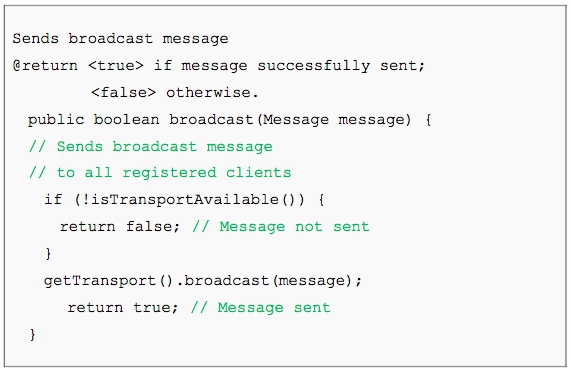 Sends broadcast message
@return <true> if message successfully sent;
<false> otherwise.
public boolean broadcast(Message message) {
// Sends broadcast message
// to all registered clients
if (!isTransportAvailable()) {
return false; // Message not sent
}
getTransport().broadcast(message);
return true; // Message sent
}